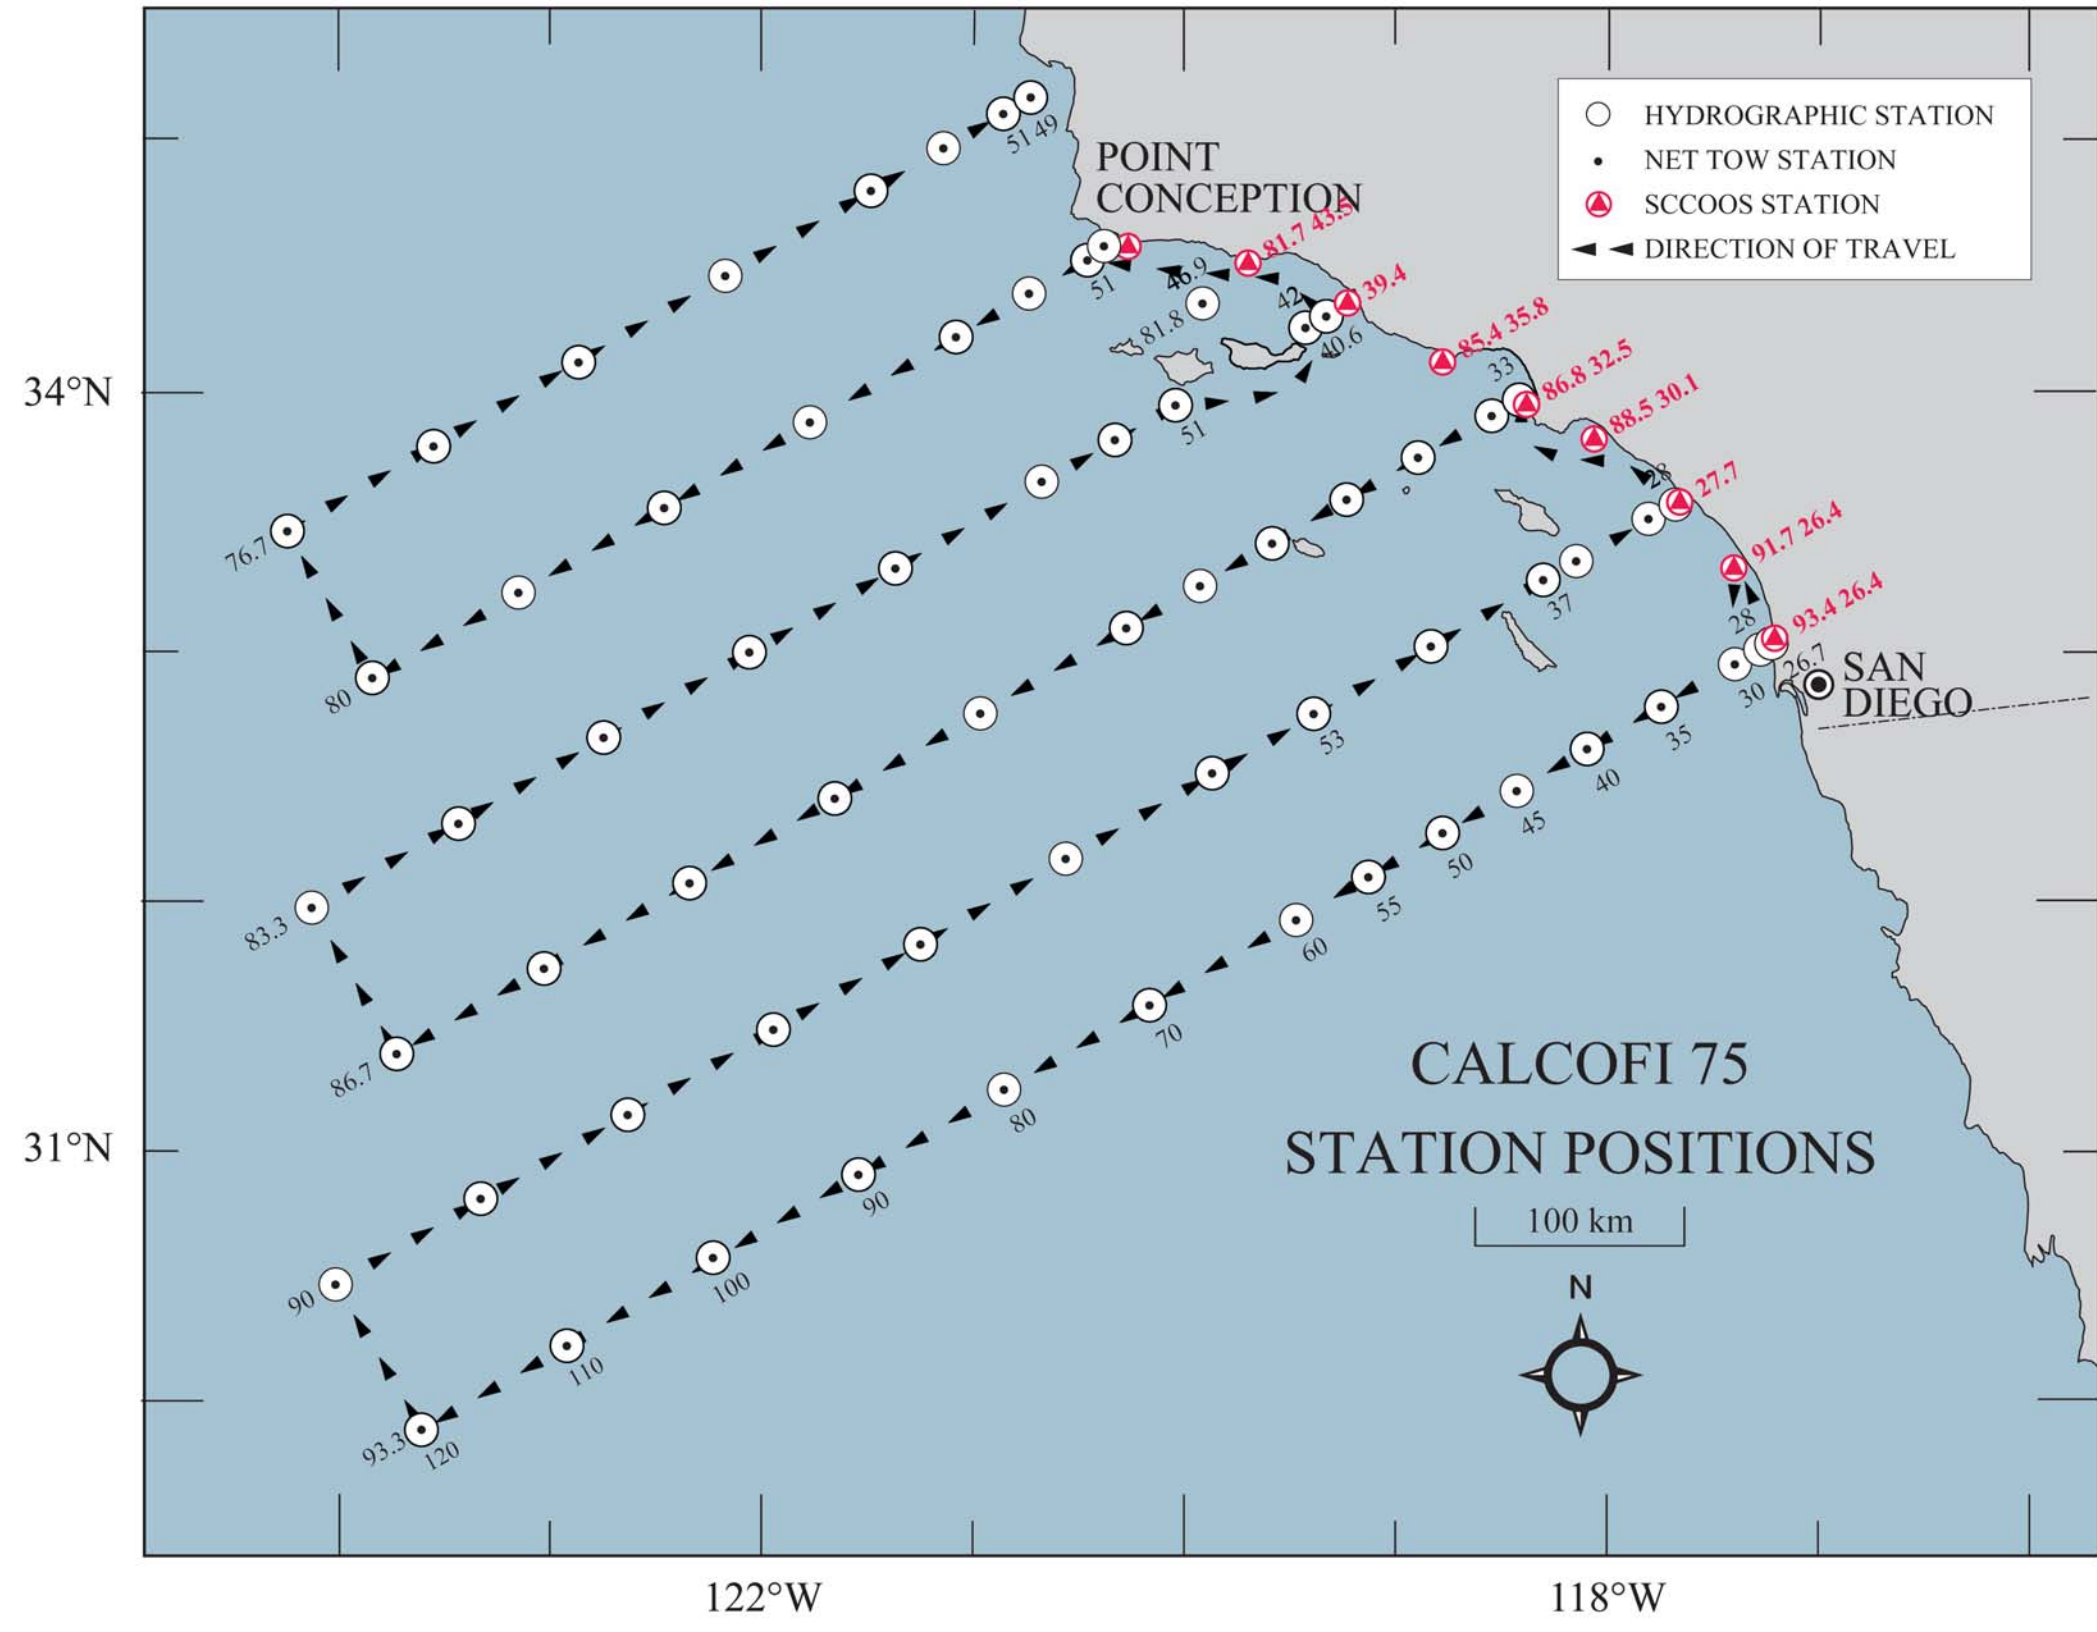 HYDROGRAPHIC STATION
NET TOW STATION
SCCOOS STATION
DIRECTION OF TRAVEL
51 49
POINT
CONCEPTION
81.7 43.5
39.4
85.4 35.8
86.8 32.5
88.5 30.1
27.7
91.7 26.4
93.4 26.4
51
46.9
81.8
42
40.6
33
28
51
34°N
76.7
80
37
28
26.7
30
SAN
DIEGO
35
40
45
50
55
60
70
80
90
100
110
120
53
83.3
86.7
90
93.3
31°N
CALCOFI 75
STATION POSITIONS
100 km
N
122°W
118°W